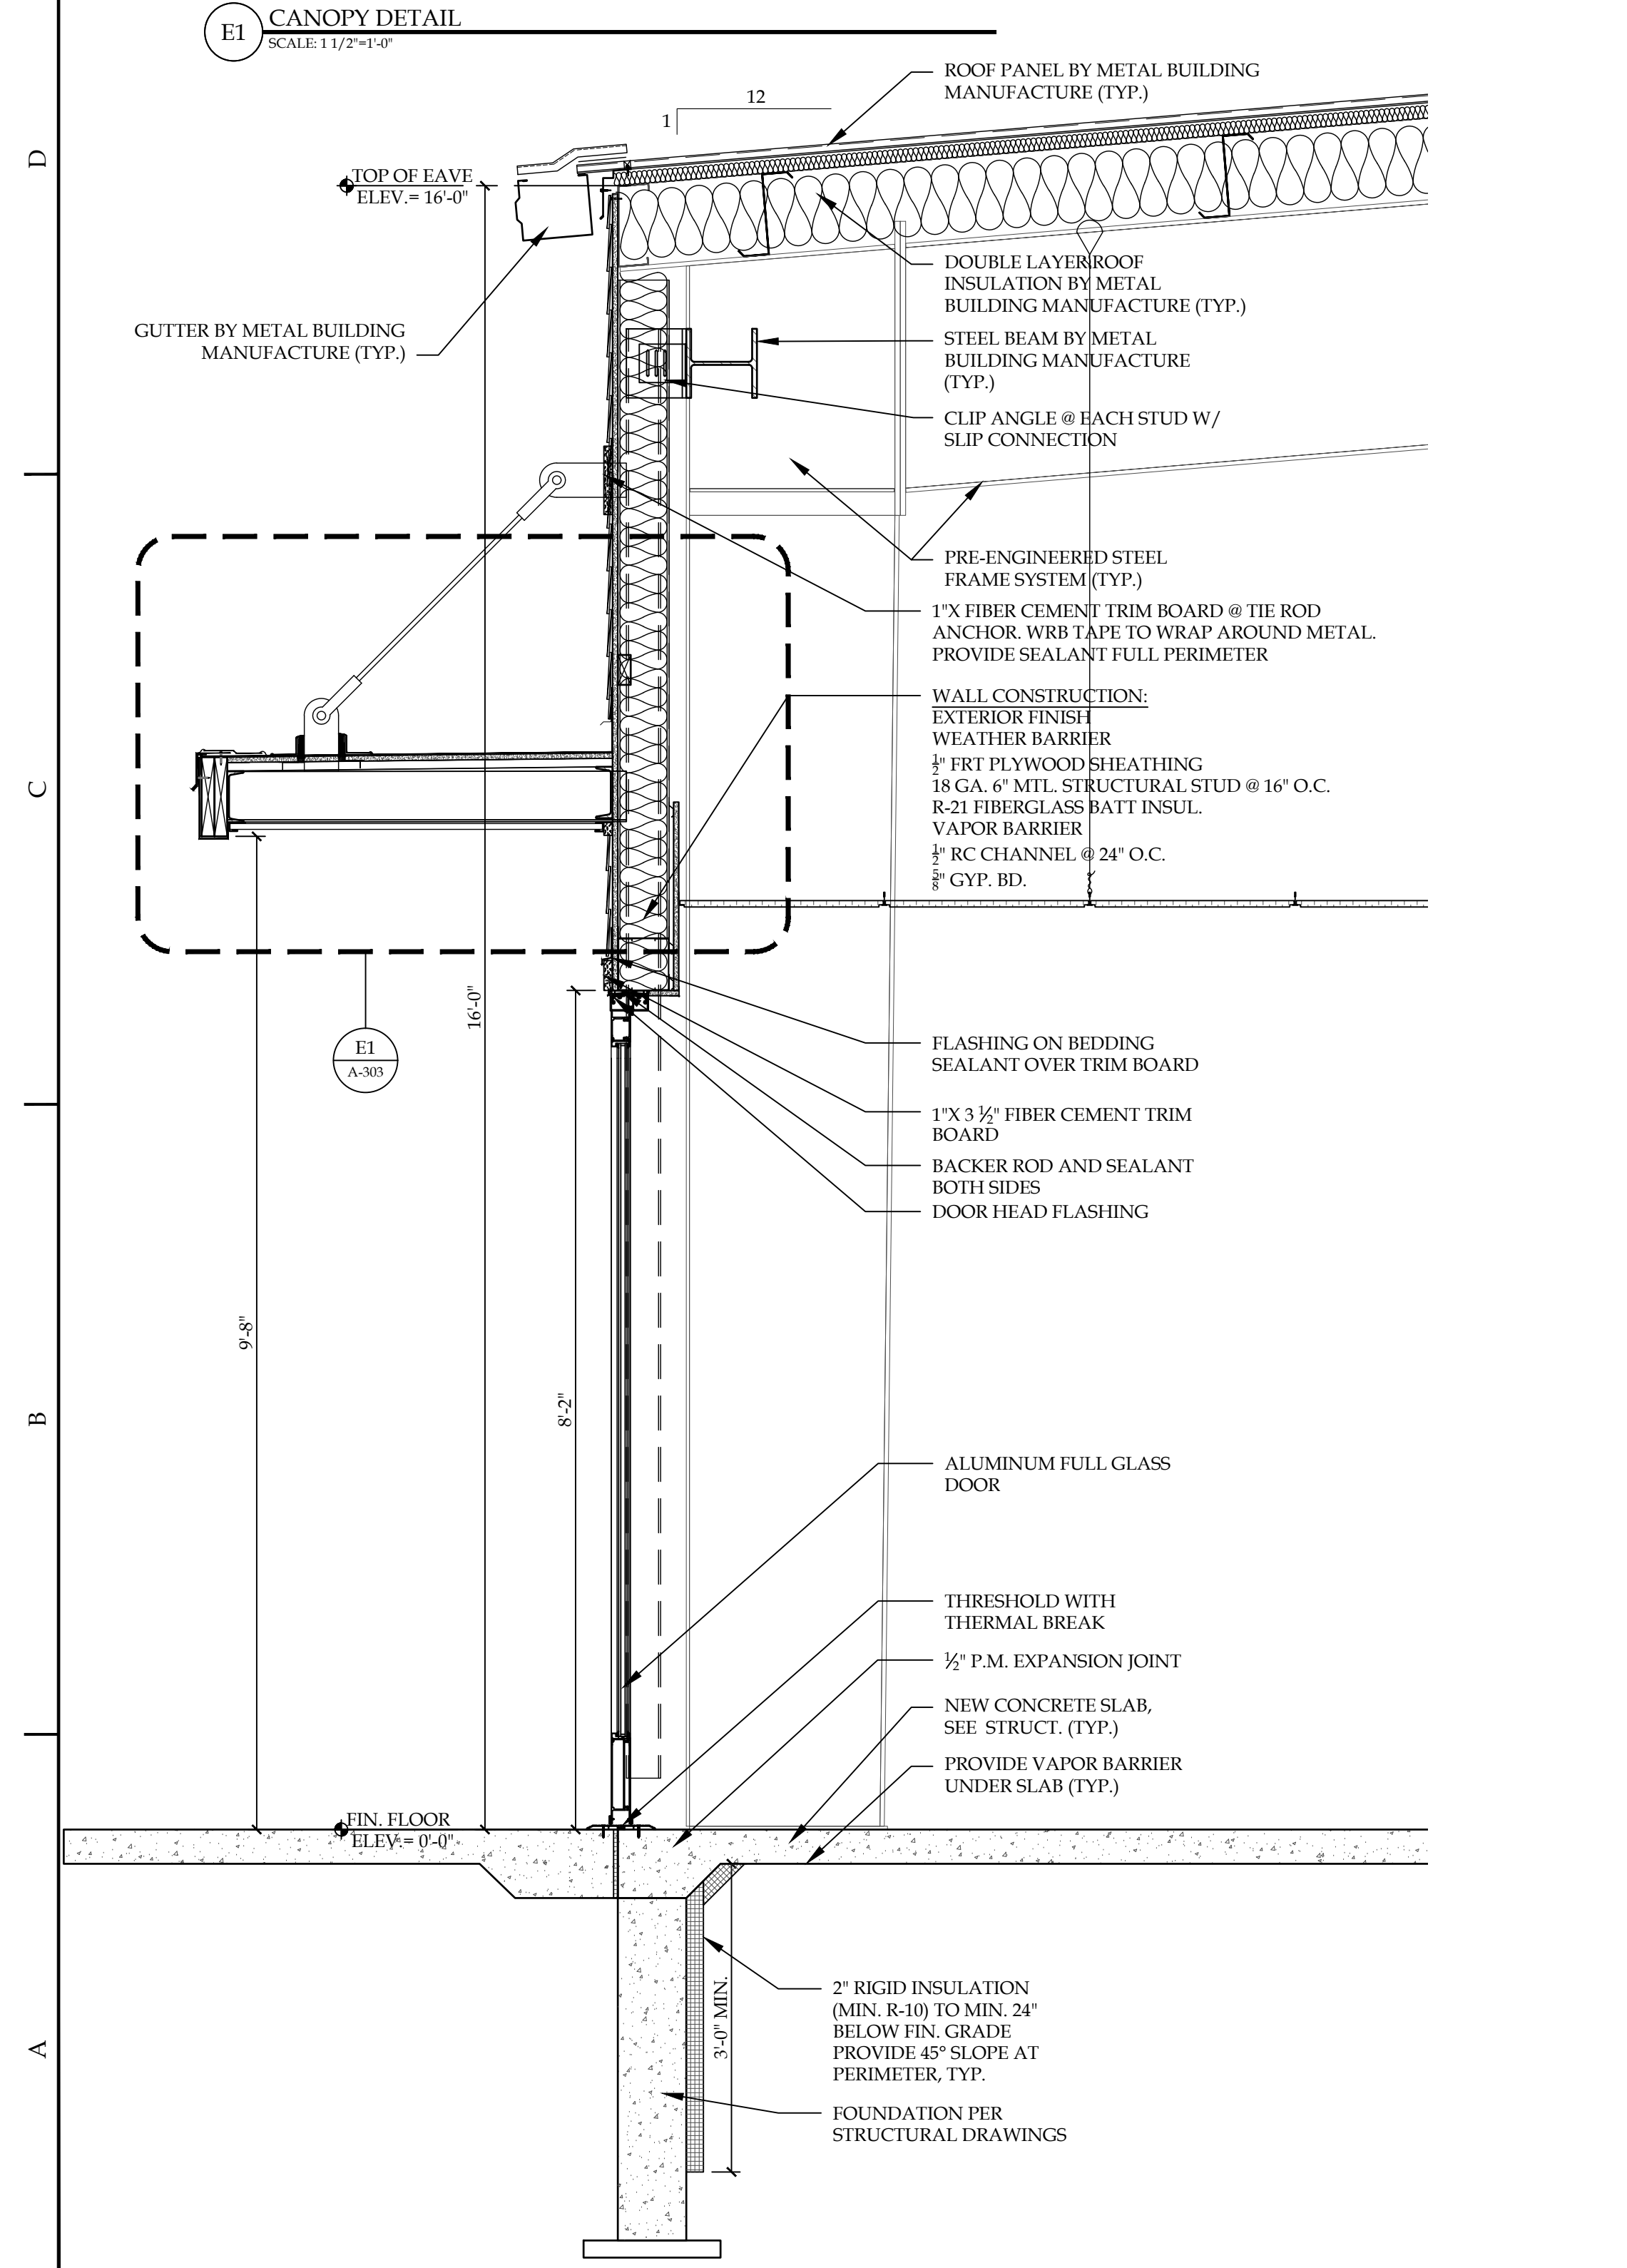 E1
CANOPY DETAIL
SCALE: 1 1/2"=1'-0"
ROOF PANEL BY METAL BUILDING
MANUFACTURE (TYP.)
12
1
D
TOP OF EAVE
ELEV.= 16'-0"
DOUBLE LAYER ROOF
INSULATION BY METAL
BUILDING MANUFACTURE (TYP.)
GUTTER BY METAL BUILDING
MANUFACTURE (TYP.)
STEEL BEAM BY METAL
BUILDING MANUFACTURE
(TYP.)
CLIP ANGLE @ EACH STUD W/
SLIP CONNECTION
PRE-ENGINEERED STEEL
FRAME SYSTEM (TYP.)
1"X FIBER CEMENT TRIM BOARD @ TIE ROD
ANCHOR. WRB TAPE TO WRAP AROUND METAL.
PROVIDE SEALANT FULL PERIMETER
WALL CONSTRUCTION:
EXTERIOR FINISH
WEATHER BARRIER
½" FRT PLYWOOD SHEATHING
18 GA. 6" MTL. STRUCTURAL STUD @ 16" O.C.
R-21 FIBERGLASS BATT INSUL.
VAPOR BARRIER
½" RC CHANNEL @ 24" O.C.
⅝" GYP. BD.
C
16'-0"
E1
A-303
FLASHING ON BEDDING
SEALANT OVER TRIM BOARD
1"X 3 ½" FIBER CEMENT TRIM
BOARD
BACKER ROD AND SEALANT
BOTH SIDES
DOOR HEAD FLASHING
9'-8"
8'-2"
B
ALUMINUM FULL GLASS
DOOR
THRESHOLD WITH
THERMAL BREAK
½" P.M. EXPANSION JOINT
NEW CONCRETE SLAB,
SEE STRUCT. (TYP.)
PROVIDE VAPOR BARRIER
UNDER SLAB (TYP.)
FIN. FLOOR
ELEV.= 0'-0"
2" RIGID INSULATION
(MIN. R-10) TO MIN. 24"
BELOW FIN. GRADE
PROVIDE 45° SLOPE AT
PERIMETER, TYP.
3'-0" MIN.
A
FOUNDATION PER
STRUCTURAL DRAWINGS